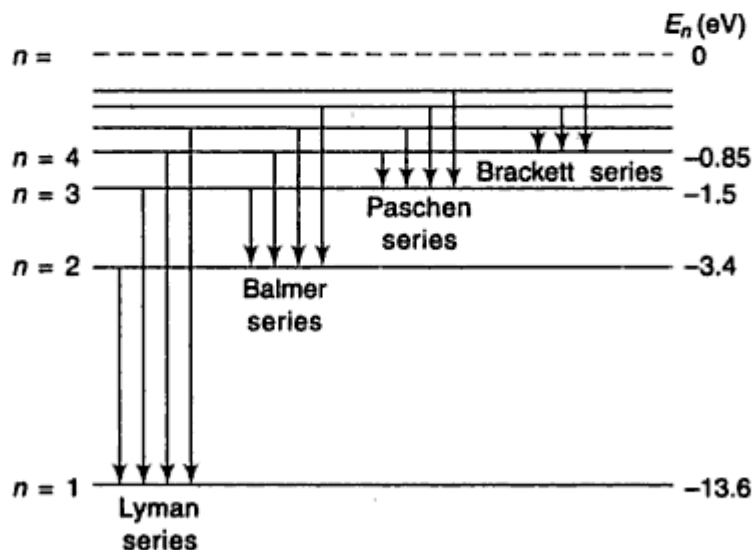 Eₙ (eV)
n = 0
n = 4 -0.85
Brackett series
n = 3 -1.5
Paschen
series
n = 2 -3.4
Balmer
series
n = 1 -13.6
Lyman
series